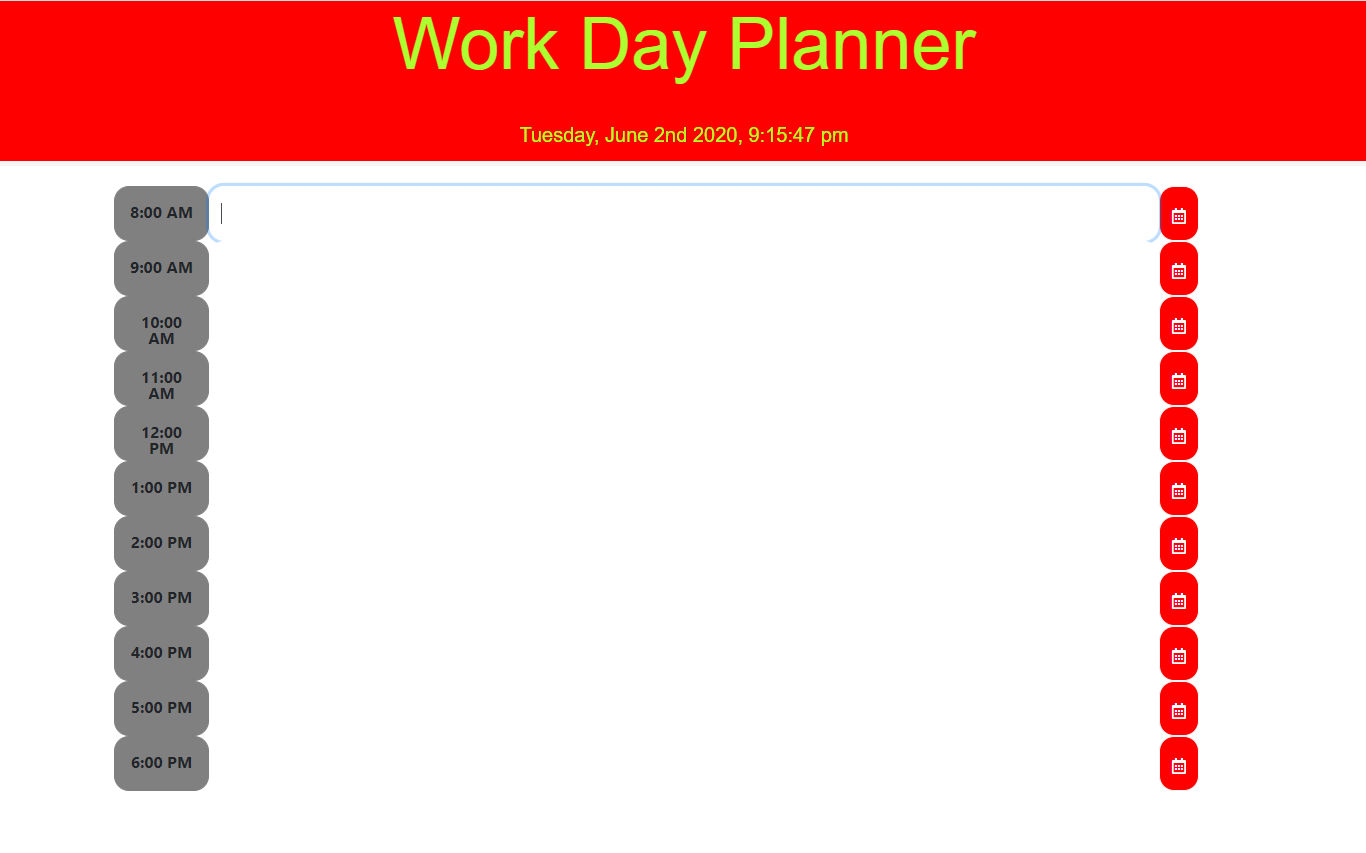 Work Day Planner
Tuesday, June 2nd 2020, 9:15:47 pm
8:00 AM
9:00 AM
10:00
AM
11:00
AM
12:00
PM
1:00 PM
2:00 PM
3:00 PM
4:00 PM
5:00 PM
6:00 PM